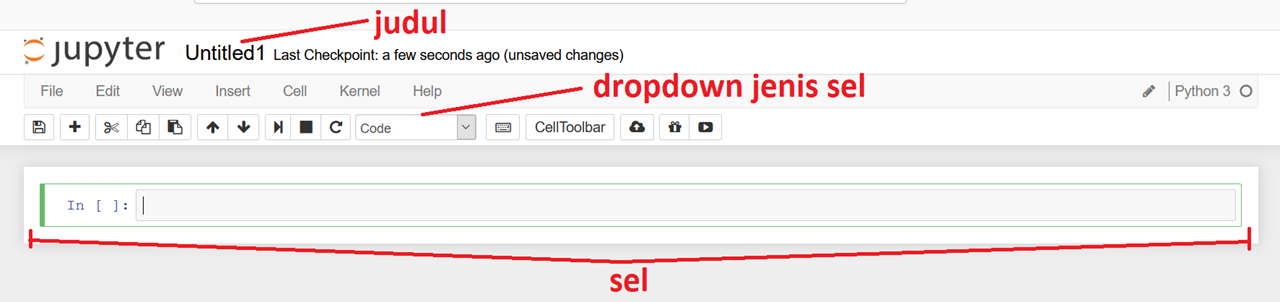 judul
jupyter Untitled1 Last Checkpoint: a few seconds ago (unsaved changes)
dropdown jenis sel
File Edit View Insert Cell Kernel Help Python 3
Code CellToolbar
In [ ]:
sel